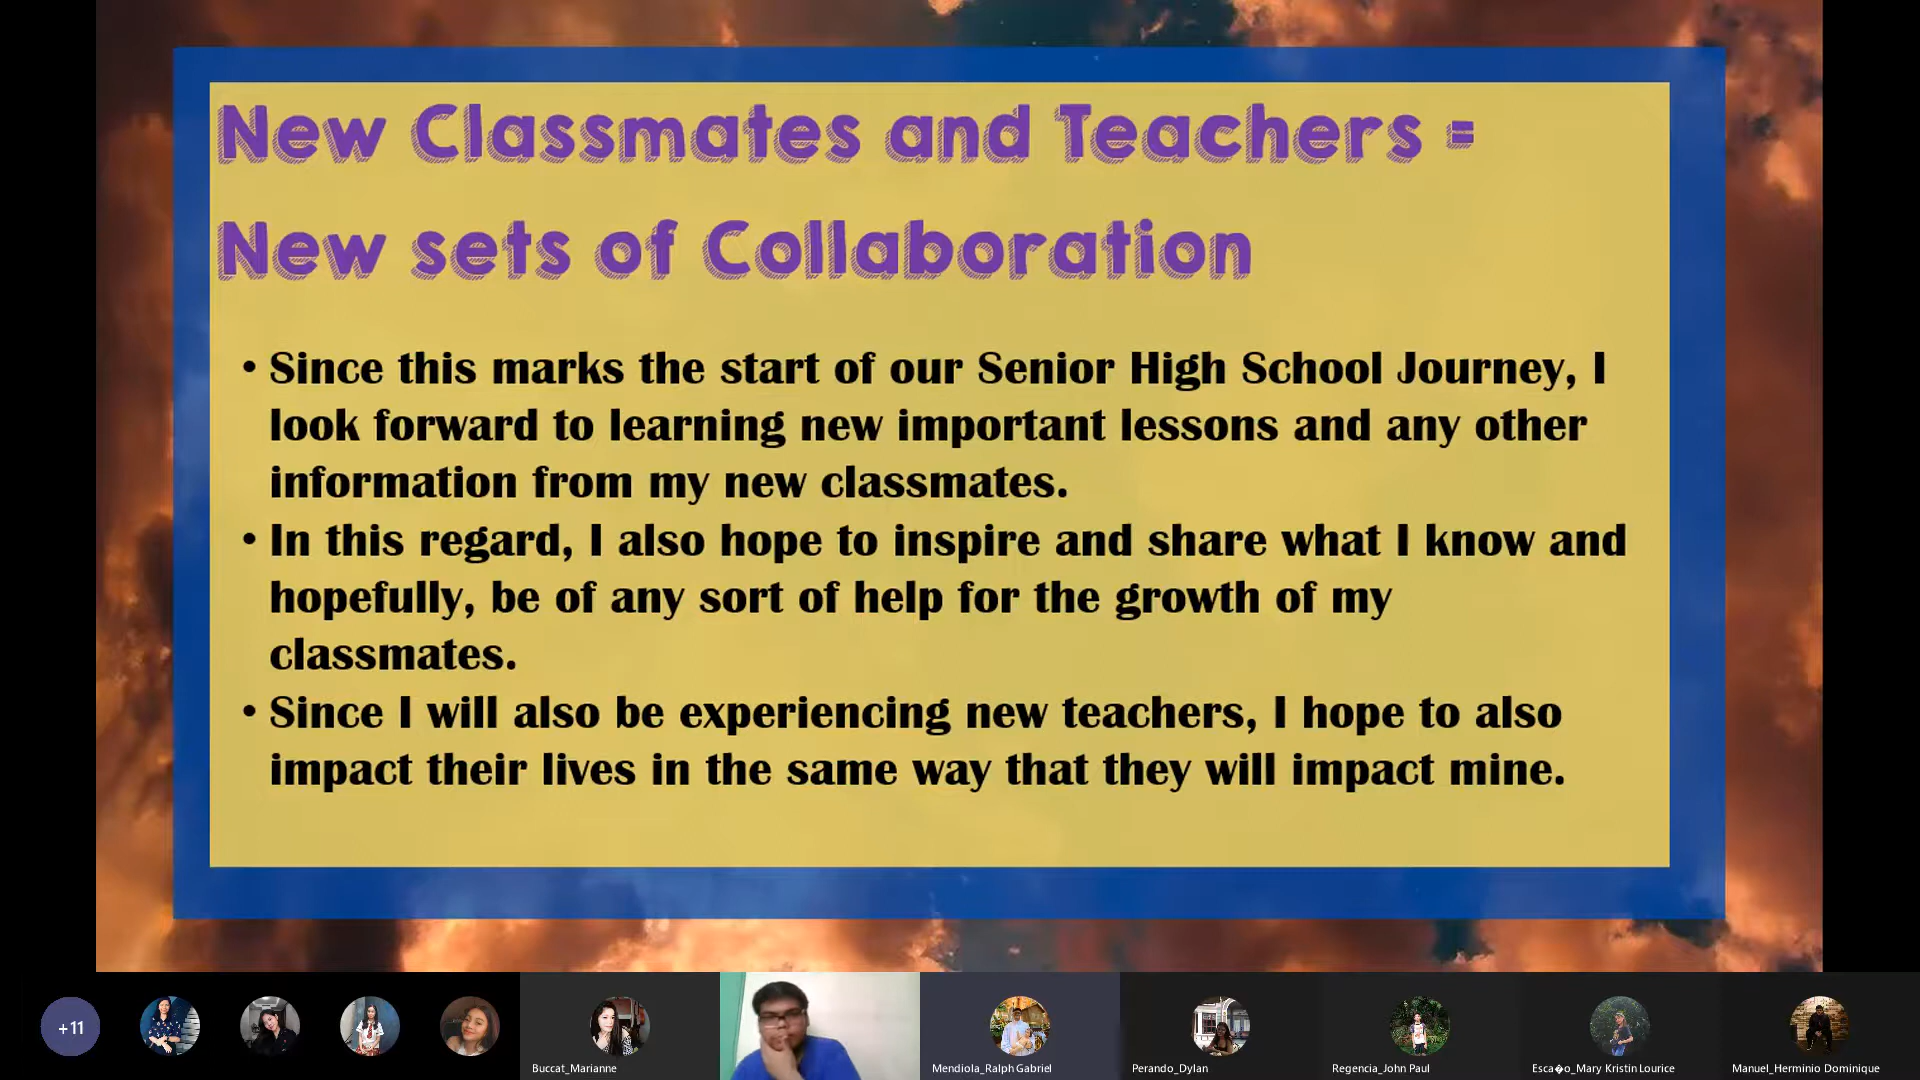 New Classmates and Teachers =
New sets of Collaboration
• Since this marks the start of our Senior High School Journey, I
look forward to learning new important lessons and any other
information from my new classmates.
• In this regard, I also hope to inspire and share what I know and
hopefully, be of any sort of help for the growth of my
classmates.
• Since I will also be experiencing new teachers, I hope to also
impact their lives in the same way that they will impact mine.
+11
Buccat_Marianne
Mendiola_Ralph Gabriel
Perando_Dylan
Regencia_John Paul
Esca�o_Mary Kristin Lourice
Manuel_Herminio Dominique